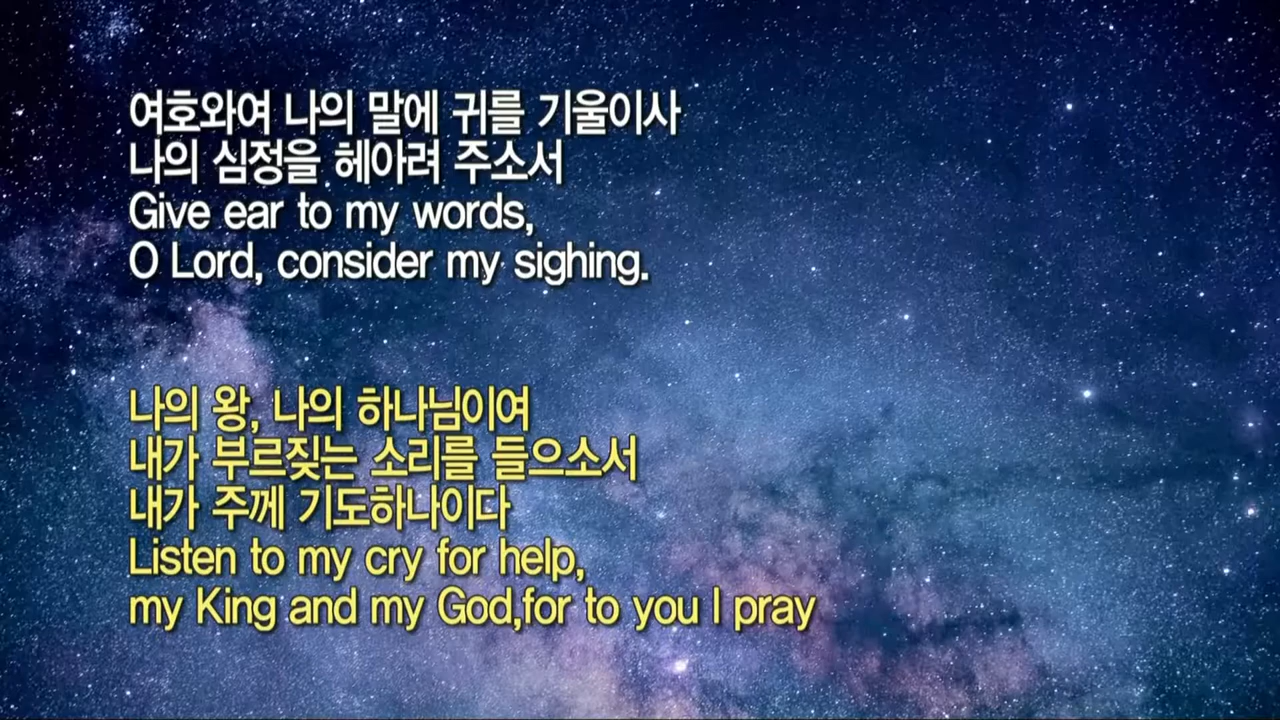 여호와여 나의 말에 귀를 기울이사
나의 심정을 헤아려 주소서
Give ear to my words,
O Lord, consider my sighing.
나의 왕, 나의 하나님이여
내가 부르짖는 소리를 들으소서
내가 주께 기도하나이다
Listen to my cry for help,
my King and my God,for to you I pray